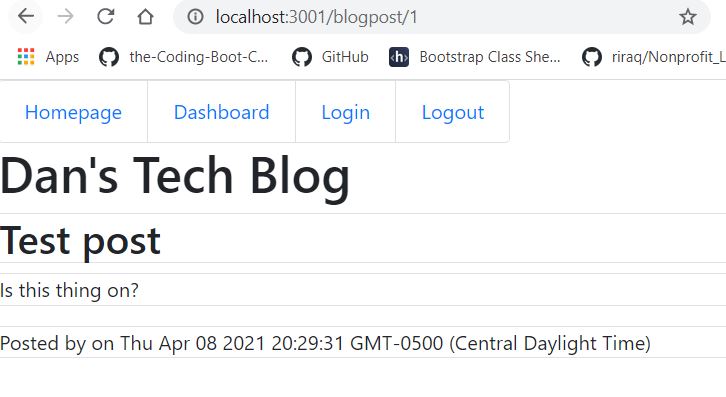 localhost:3001/blogpost/1
Apps the-Coding-Boot-C... GitHub <h> Bootstrap Class She... riraq/Nonprofit_L
Homepage Dashboard Login Logout
Dan's Tech Blog
Test post
Is this thing on?
Posted by on Thu Apr 08 2021 20:29:31 GMT-0500 (Central Daylight Time)